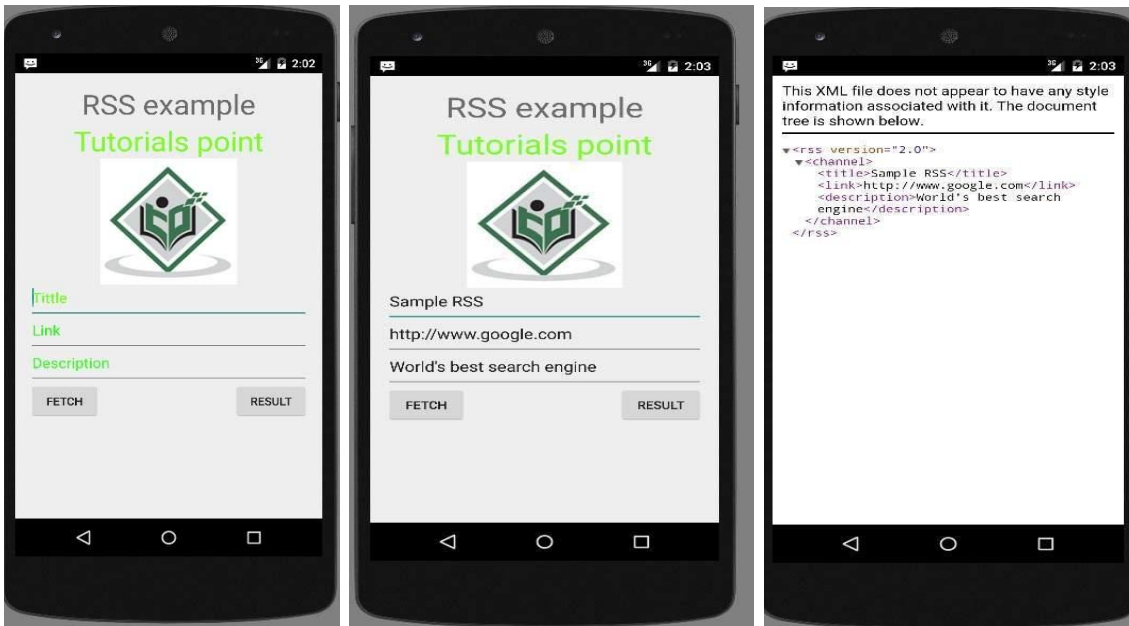 3G 2:02
RSS example
Tutorials point
Tittle
Link
Description
FETCH RESULT
3G 2:03
RSS example
Tutorials point
Sample RSS
http://www.google.com
World's best search engine
FETCH RESULT
3G 2:03
This XML file does not appear to have any style
information associated with it. The document
tree is shown below.
▼<rss version="2.0">
▼<channel>
<title>Sample RSS</title>
<link>http://www.google.com</link>
<description>World's best search
engine</description>
</channel>
</rss>